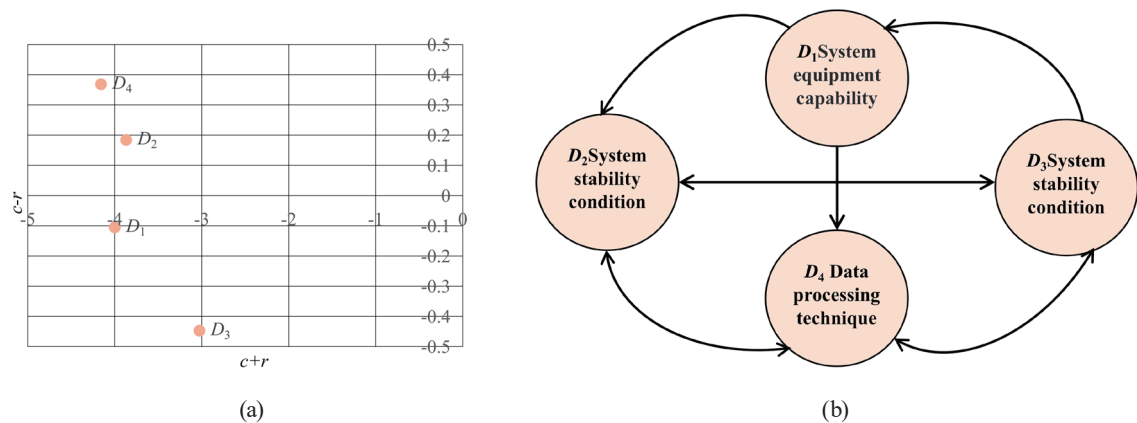 0.5
0.4
0.3
0.2
0.1
0
-0.1
-0.2
-0.3
-0.4
-0.5
-5
-4
-3
-2
-1
0
c-r
c+r
D4
D2
D1
D3
(a)
D1System
equipment
capability
D2System
stability
condition
D3System
stability
condition
D4 Data
processing
technique
(b)